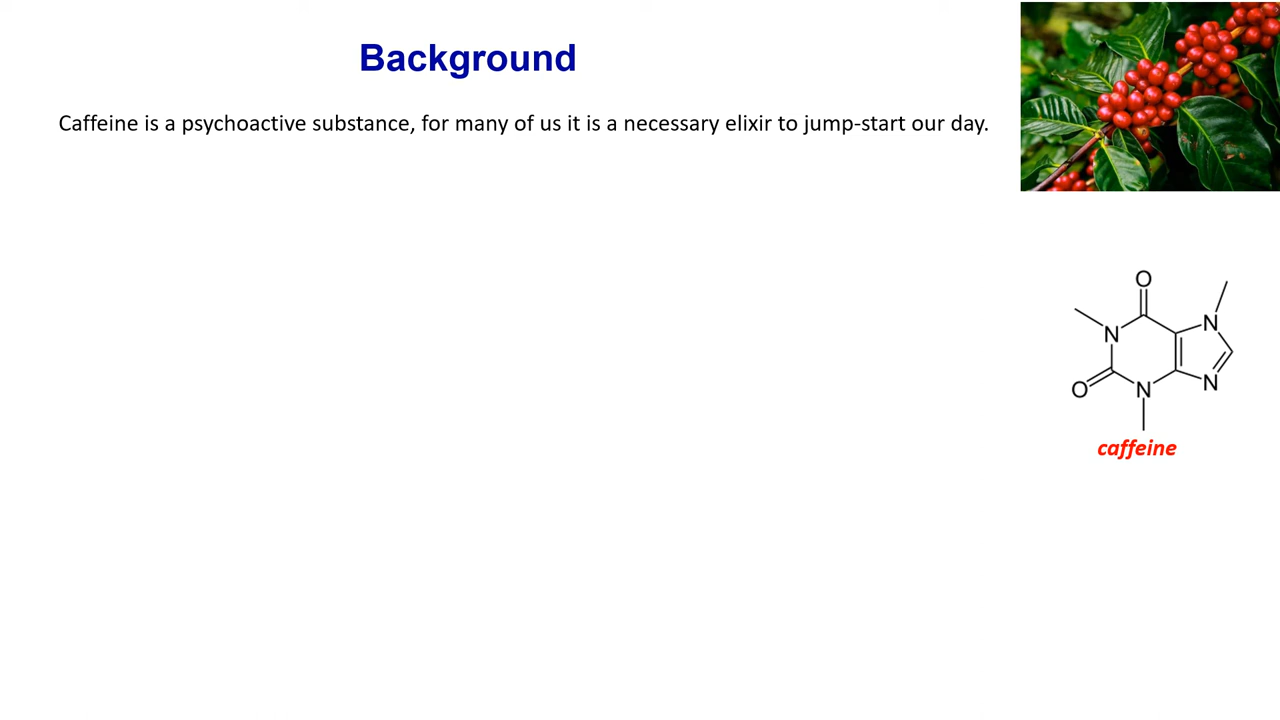 Background
Caffeine is a psychoactive substance, for many of us it is a necessary elixir to jump-start our day.
O
N
N
O
N
N
caffeine